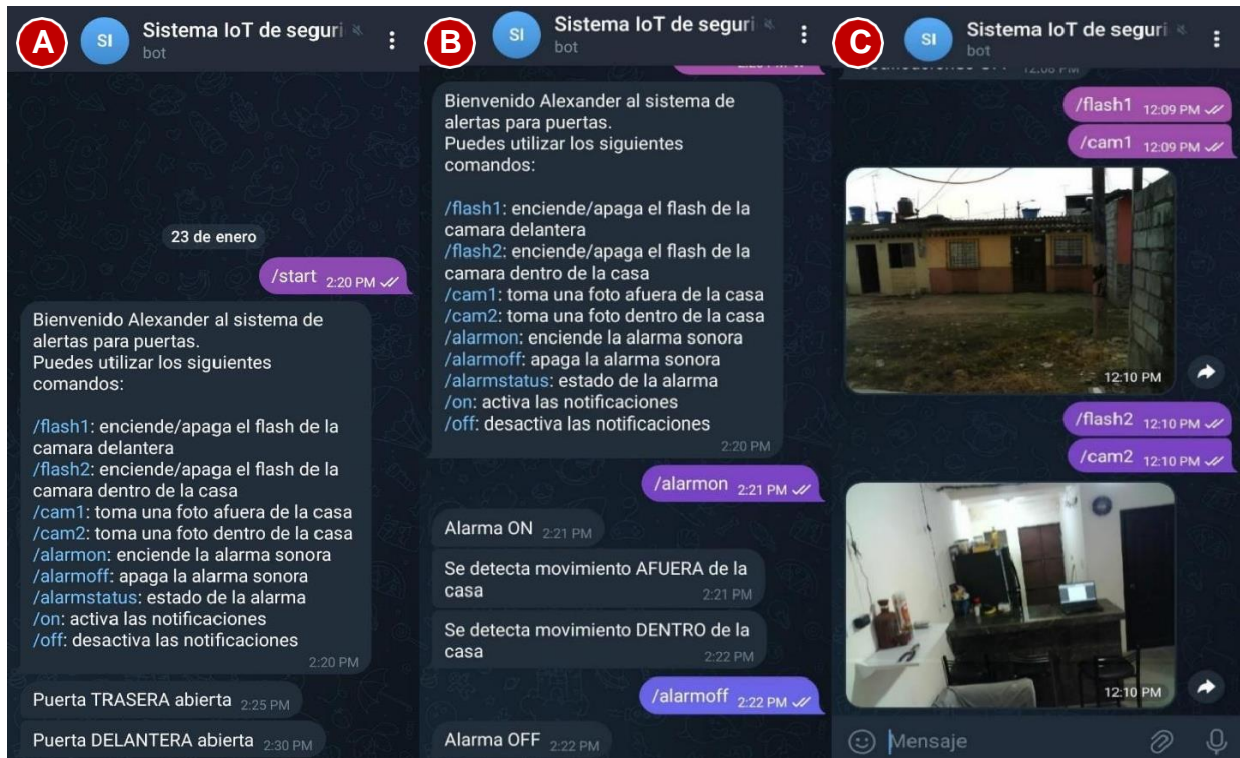 A
SI
Sistema IoT de seguri
bot
23 de enero
/start 2:20 PM
Bienvenido Alexander al sistema de
alertas para puertas.
Puedes utilizar los siguientes
comandos:
/flash1: enciende/apaga el flash de la
camara delantera
/flash2: enciende/apaga el flash de la
camara dentro de la casa
/cam1: toma una foto afuera de la casa
/cam2: toma una foto dentro de la casa
/alarmon: enciende la alarma sonora
/alarmoff: apaga la alarma sonora
/alarmstatus: estado de la alarma
/on: activa las notificaciones
/off: desactiva las notificaciones
2:20 PM
Puerta TRASERA abierta 2:25 PM
Puerta DELANTERA abierta 2:30 PM
B
SI
Sistema IoT de seguri
bot
Bienvenido Alexander al sistema de
alertas para puertas.
Puedes utilizar los siguientes
comandos:
/flash1: enciende/apaga el flash de la
camara delantera
/flash2: enciende/apaga el flash de la
camara dentro de la casa
/cam1: toma una foto afuera de la casa
/cam2: toma una foto dentro de la casa
/alarmon: enciende la alarma sonora
/alarmoff: apaga la alarma sonora
/alarmstatus: estado de la alarma
/on: activa las notificaciones
/off: desactiva las notificaciones
2:20 PM
/alarmon 2:21 PM
Alarma ON 2:21 PM
Se detecta movimiento AFUERA de la
casa 2:21 PM
Se detecta movimiento DENTRO de la
casa 2:22 PM
/alarmoff 2:22 PM
Alarma OFF 2:22 PM
C
SI
Sistema IoT de seguri
bot
/flash1 12:09 PM
/cam1 12:09 PM
12:10 PM
/flash2 12:10 PM
/cam2 12:10 PM
12:10 PM
Mensaje